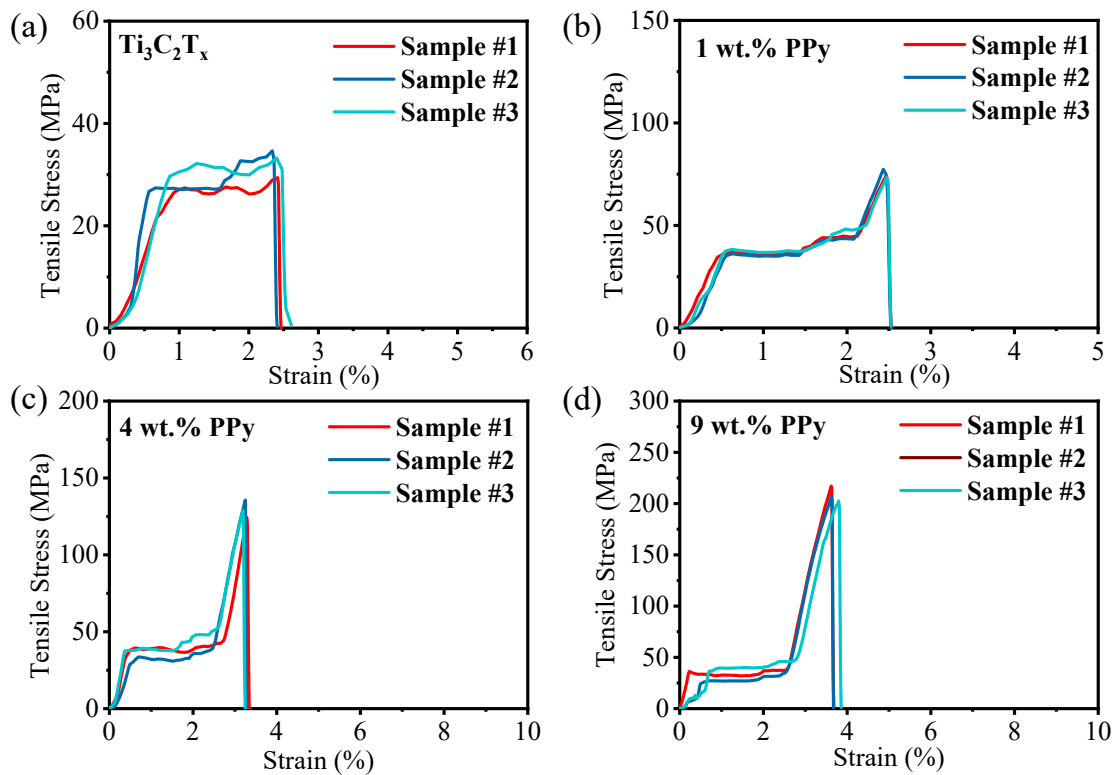 (a)
Ti₃C₂Tₓ
Sample #1
Sample #2
Sample #3
Tensile Stress (MPa)
60
40
20
0
0 1 2 3 4 5 6
Strain (%)
(b)
1 wt.% PPy
Sample #1
Sample #2
Sample #3
Tensile Stress (MPa)
150
100
50
0
0 1 2 3 4 5
Strain (%)
(c)
4 wt.% PPy
Sample #1
Sample #2
Sample #3
Tensile Stress (MPa)
200
150
100
50
0
0 2 4 6 8 10
Strain (%)
(d)
9 wt.% PPy
Sample #1
Sample #2
Sample #3
Tensile Stress (MPa)
300
250
200
150
100
50
0
0 2 4 6 8 10
Strain (%)